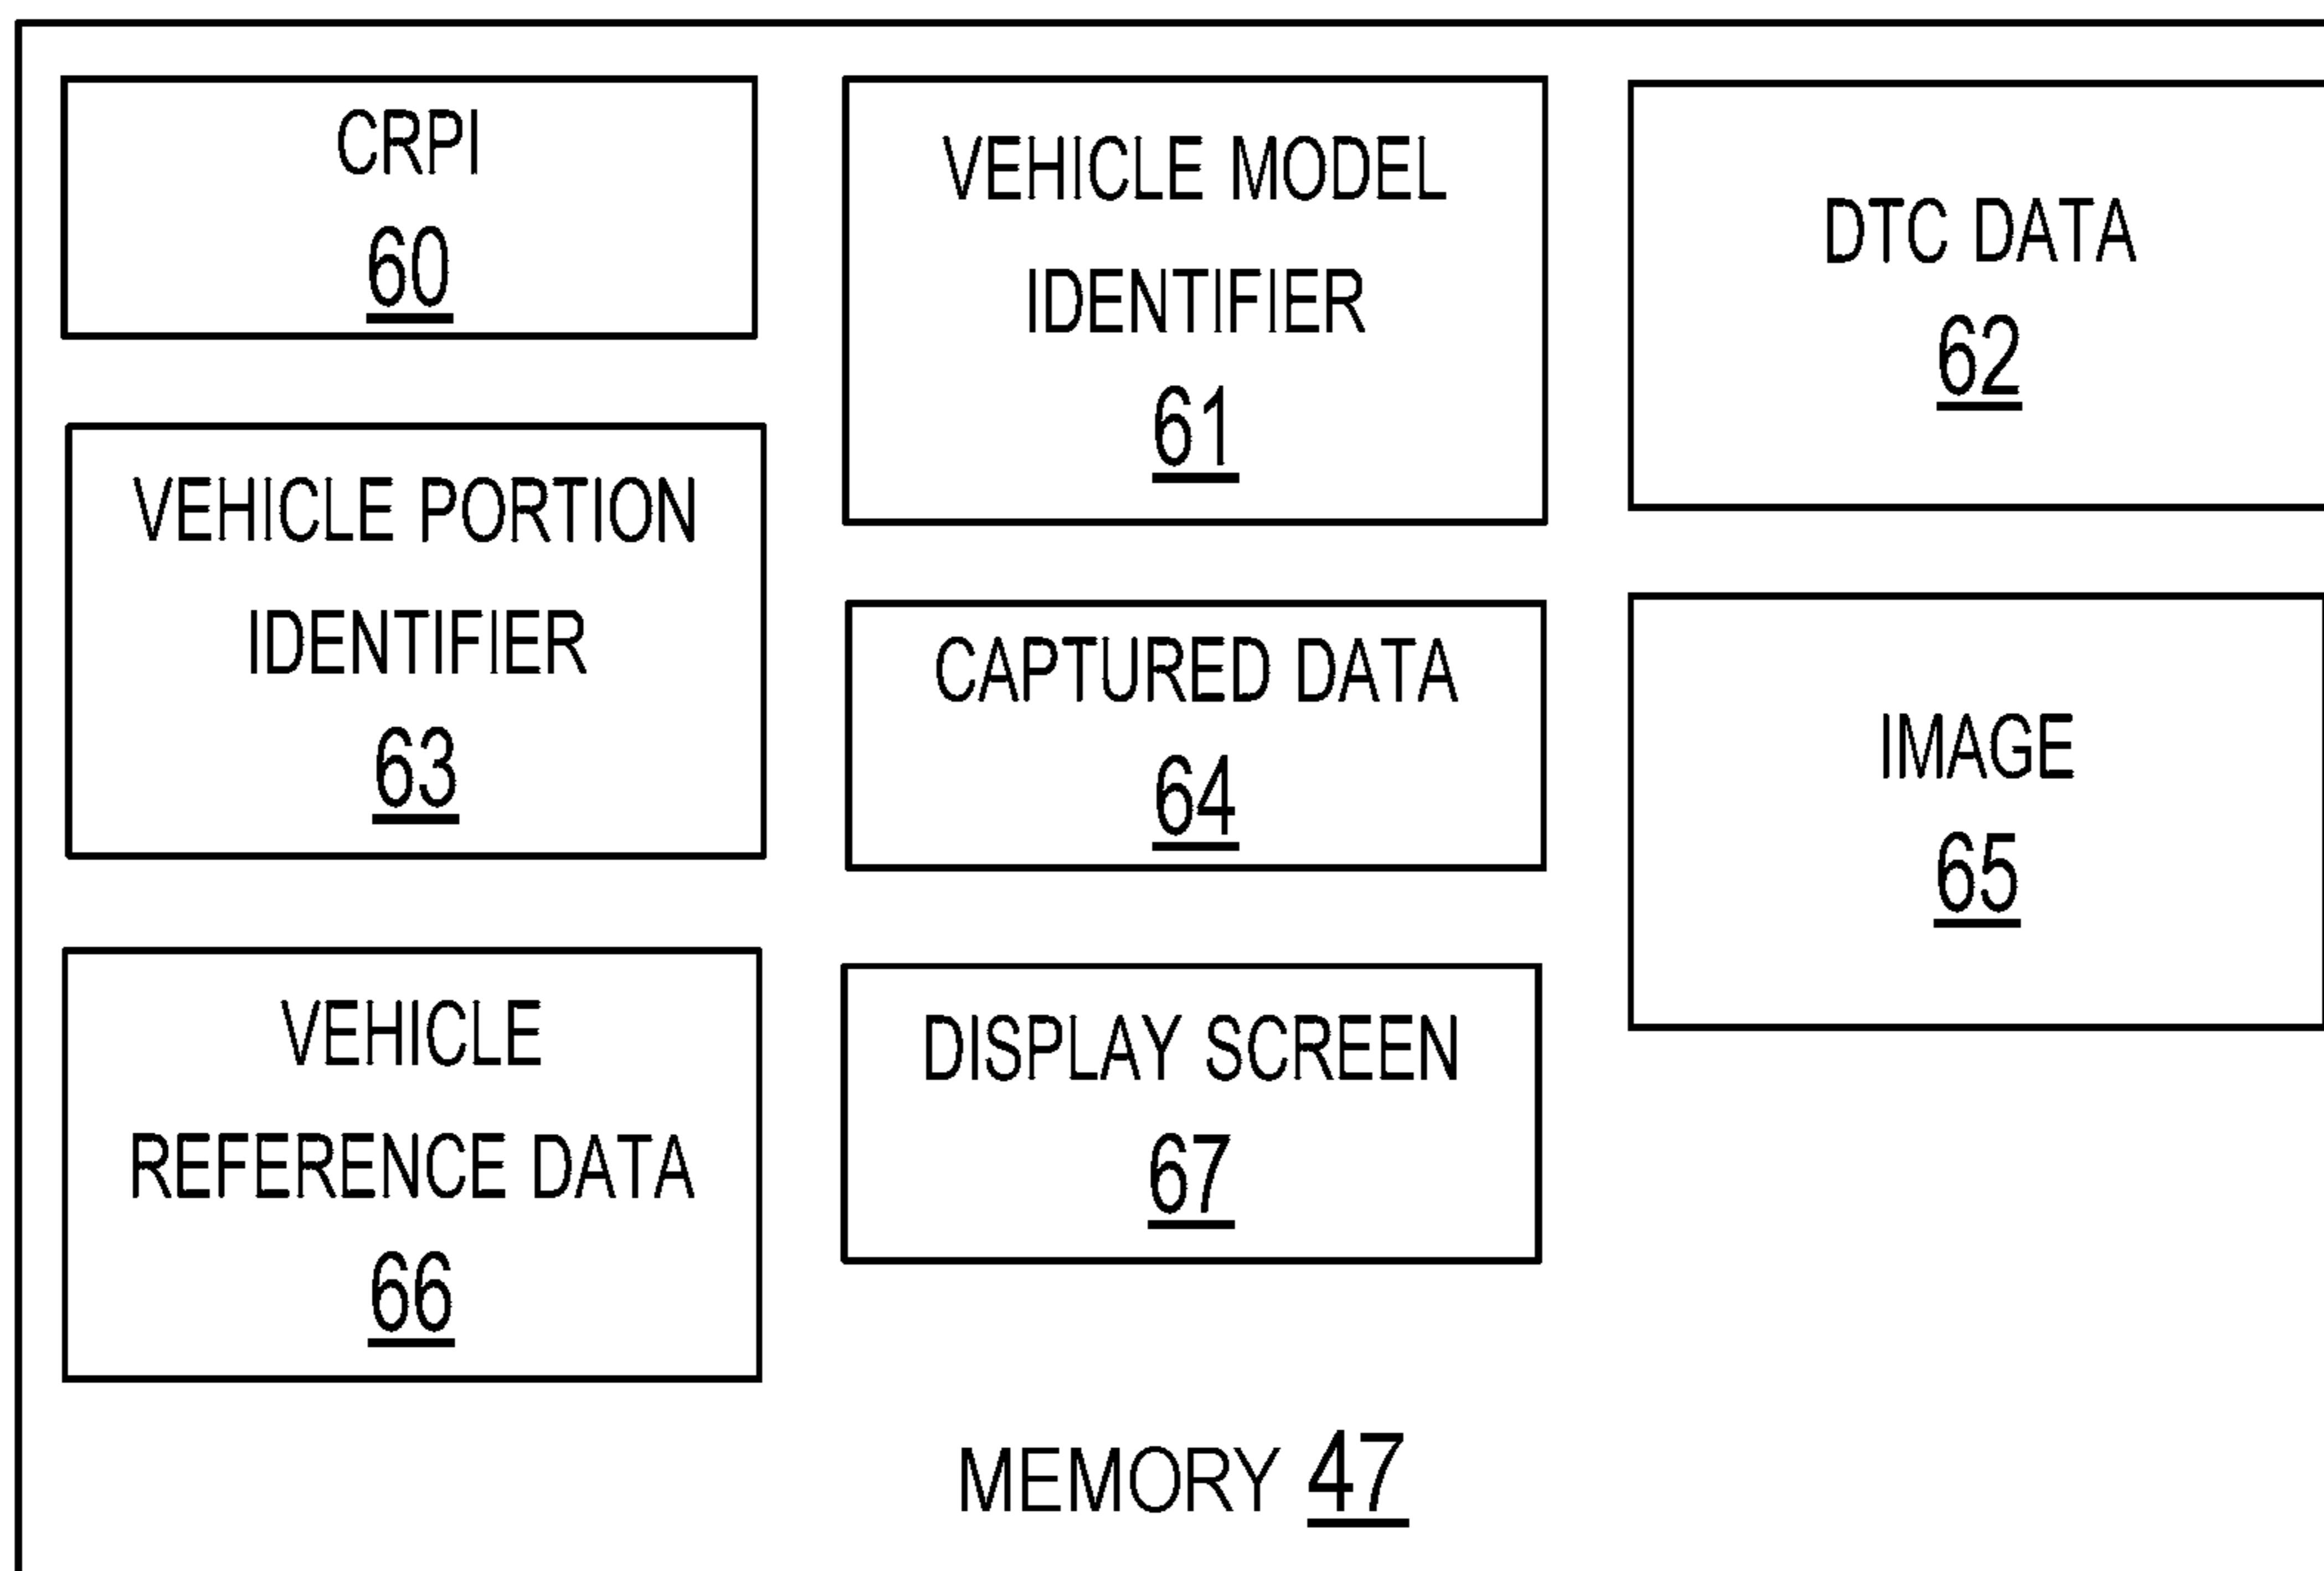 CRPI
60
VEHICLE MODEL
IDENTIFIER
61
DTC DATA
62
VEHICLE PORTION
IDENTIFIER
63
CAPTURED DATA
64
IMAGE
65
VEHICLE
REFERENCE DATA
66
DISPLAY SCREEN
67
MEMORY 47